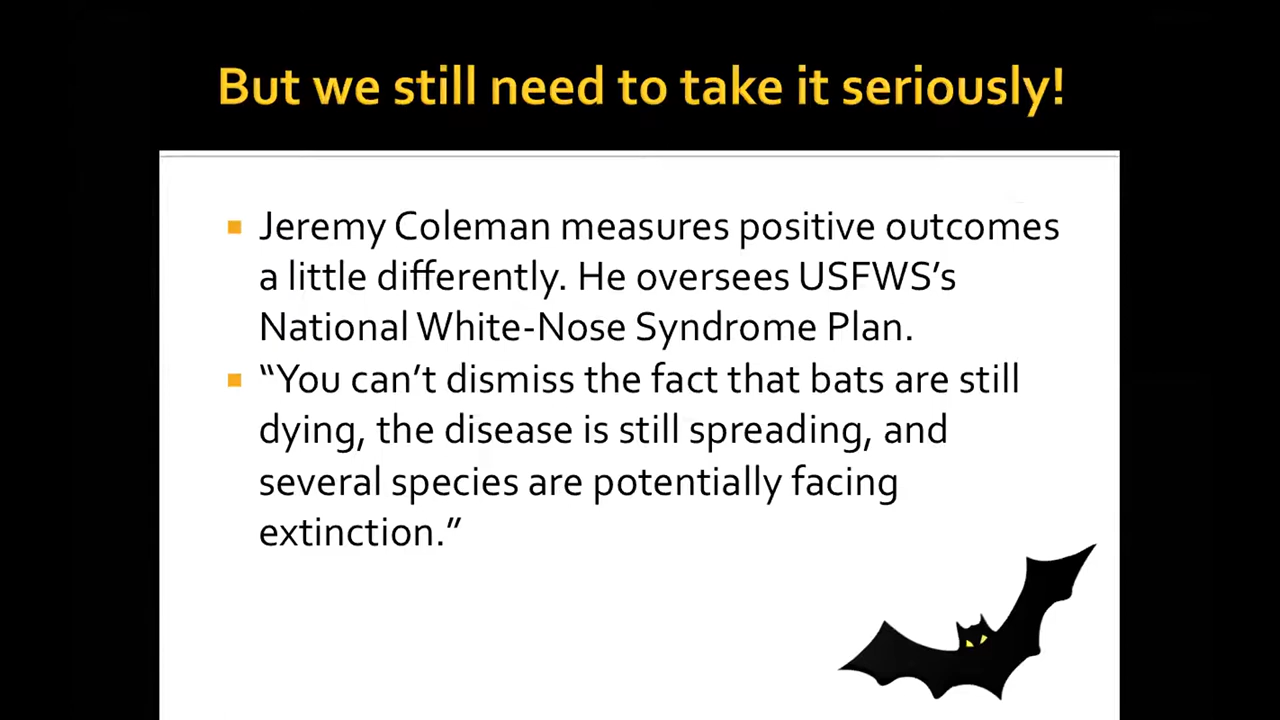 But we still need to take it seriously!
Jeremy Coleman measures positive outcomes
a little differently. He oversees USFWS’s
National White-Nose Syndrome Plan.
“You can’t dismiss the fact that bats are still
dying, the disease is still spreading, and
several species are potentially facing
extinction.”